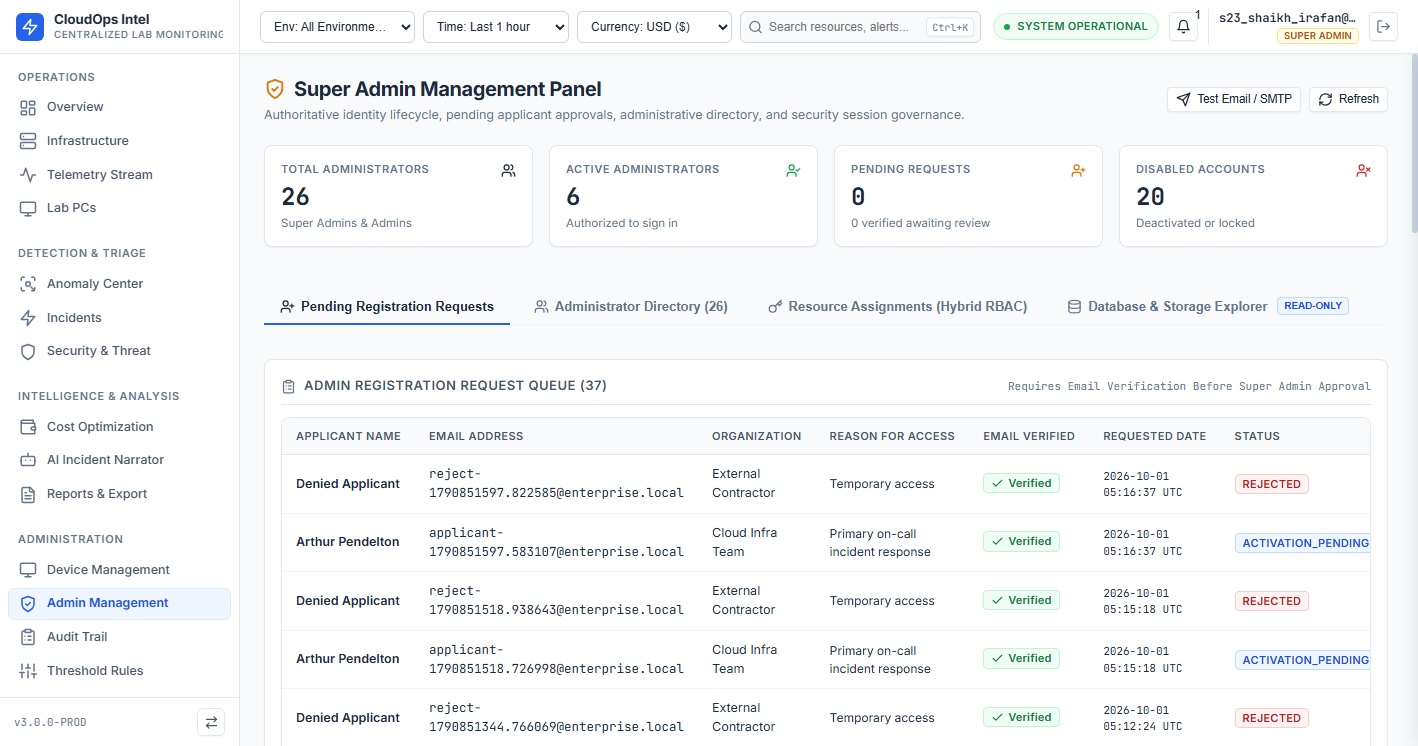 CloudOps Intel
CENTRALIZED LAB MONITORING
Env: All Environme...
Time: Last 1 hour
Currency: USD ($)
Search resources, alerts...
Ctrl+K
SYSTEM OPERATIONAL
1
s23_shaikh_irafan@...
SUPER ADMIN
OPERATIONS
Overview
Infrastructure
Telemetry Stream
Lab PCs
DETECTION & TRIAGE
Anomaly Center
Incidents
Security & Threat
INTELLIGENCE & ANALYSIS
Cost Optimization
AI Incident Narrator
Reports & Export
ADMINISTRATION
Device Management
Admin Management
Audit Trail
Threshold Rules
v3.0.0-PROD
Super Admin Management Panel
Authoritative identity lifecycle, pending applicant approvals, administrative directory, and security session governance.
Test Email / SMTP
Refresh
TOTAL ADMINISTRATORS
26
Super Admins & Admins
ACTIVE ADMINISTRATORS
6
Authorized to sign in
PENDING REQUESTS
0
0 verified awaiting review
DISABLED ACCOUNTS
20
Deactivated or locked
Pending Registration Requests
Administrator Directory (26)
Resource Assignments (Hybrid RBAC)
Database & Storage Explorer
READ-ONLY
ADMIN REGISTRATION REQUEST QUEUE (37)
Requires Email Verification Before Super Admin Approval
APPLICANT NAME EMAIL ADDRESS ORGANIZATION REASON FOR ACCESS EMAIL VERIFIED REQUESTED DATE STATUS
Denied Applicant
reject-
1790851597.822585@enterprise.local
External
Contractor
Temporary access
Verified
2026-10-01
05:16:37 UTC
REJECTED
Arthur Pendelton
applicant-
1790851597.583107@enterprise.local
Cloud Infra
Team
Primary on-call
incident response
Verified
2026-10-01
05:16:37 UTC
ACTIVATION_PENDING
Denied Applicant
reject-
1790851518.938643@enterprise.local
External
Contractor
Temporary access
Verified
2026-10-01
05:15:18 UTC
REJECTED
Arthur Pendelton
applicant-
1790851518.726998@enterprise.local
Cloud Infra
Team
Primary on-call
incident response
Verified
2026-10-01
05:15:18 UTC
ACTIVATION_PENDING
Denied Applicant
reject-
1790851344.766069@enterprise.local
External
Contractor
Temporary access
Verified
2026-10-01
05:12:24 UTC
REJECTED